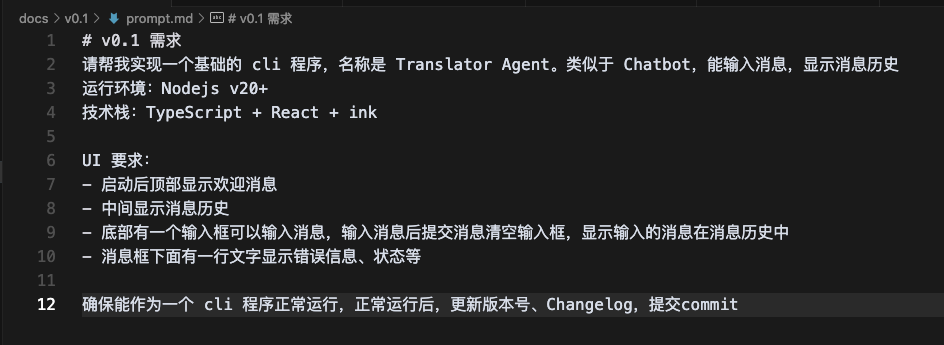 docs > v0.1 > prompt.md > # v0.1 需求
1 # v0.1 需求
2 请帮我实现一个基础的 cli 程序，名称是 Translator Agent。类似于 Chatbot，能输入消息，显示消息历史
3 运行环境：Nodejs v20+
4 技术栈：TypeScript + React + ink
5
6 UI 要求：
7 - 启动后顶部显示欢迎消息
8 - 中间显示消息历史
9 - 底部有一个输入框可以输入消息，输入消息后提交消息清空输入框，显示输入的消息在消息历史中
10 - 消息框下面有一行文字显示错误信息、状态等
11
12 确保能作为一个 cli 程序正常运行，正常运行后，更新版本号、Changelog，提交commit